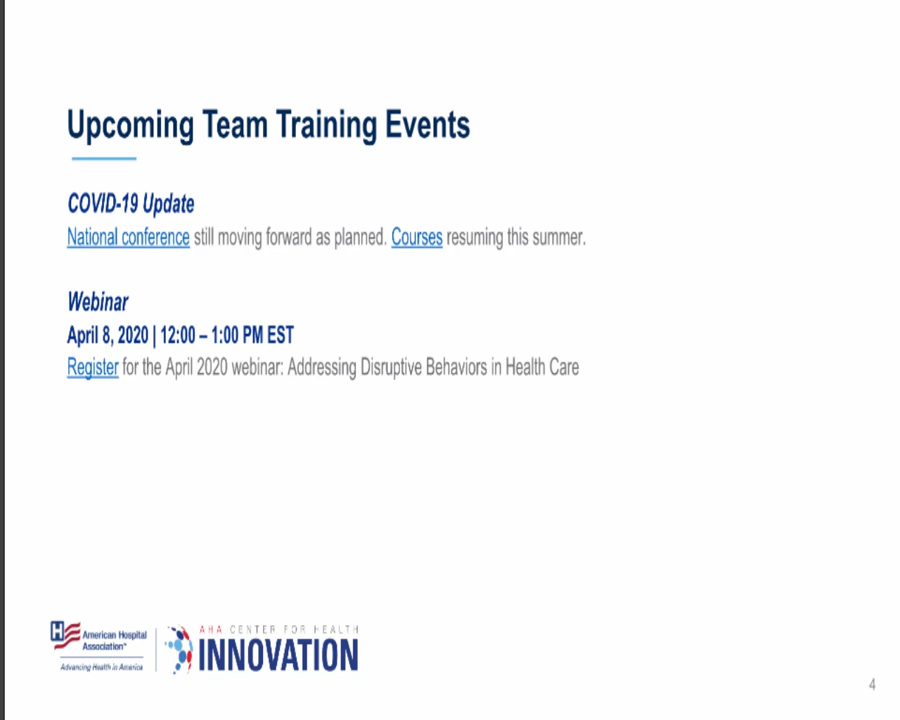 Upcoming Team Training Events
COVID-19 Update
National conference still moving forward as planned. Courses resuming this summer.
Webinar
April 8, 2020 | 12:00 – 1:00 PM EST
Register for the April 2020 webinar: Addressing Disruptive Behaviors in Health Care
H American Hospital
Association®
Advancing Health in America
AHA CENTER FOR HEALTH
INNOVATION
4